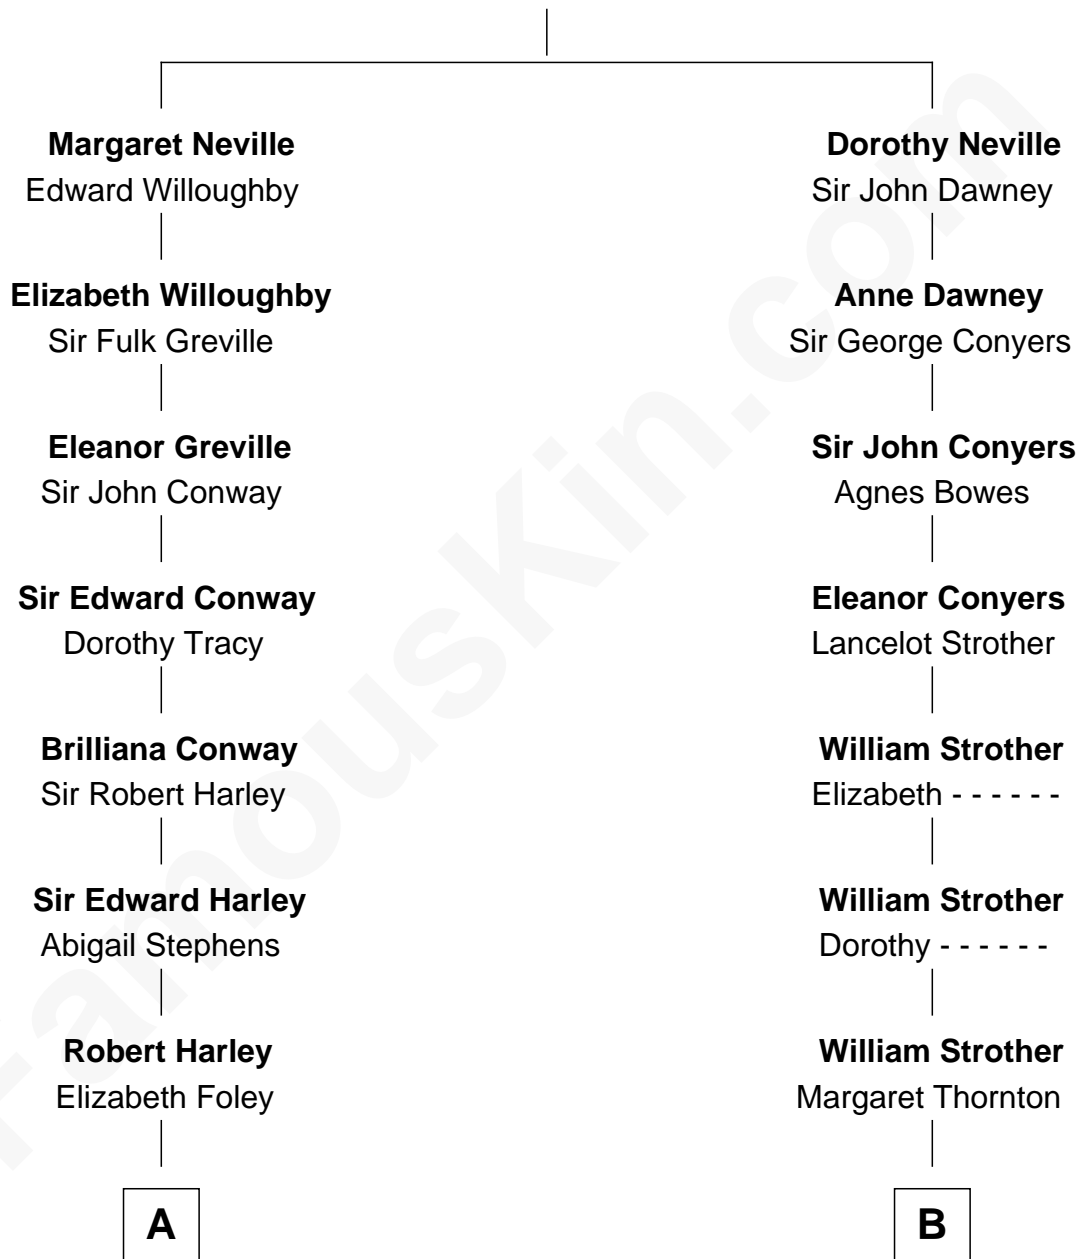 Margaret Neville
Edward Willoughby
Elizabeth Willoughby
Sir Fulk Greville
Eleanor Greville
Sir John Conway
Sir Edward Conway
Dorothy Tracy
Brilliana Conway
Sir Robert Harley
Sir Edward Harley
Abigail Stephens
Robert Harley
Elizabeth Foley
A
Dorothy Neville
Sir John Dawney
Anne Dawney
Sir George Conyers
Sir John Conyers
Agnes Bowes
Eleanor Conyers
Lancelot Strother
William Strother
Elizabeth - - - - - -
William Strother
Dorothy - - - - - -
William Strother
Margaret Thornton
B
FamousKin.com